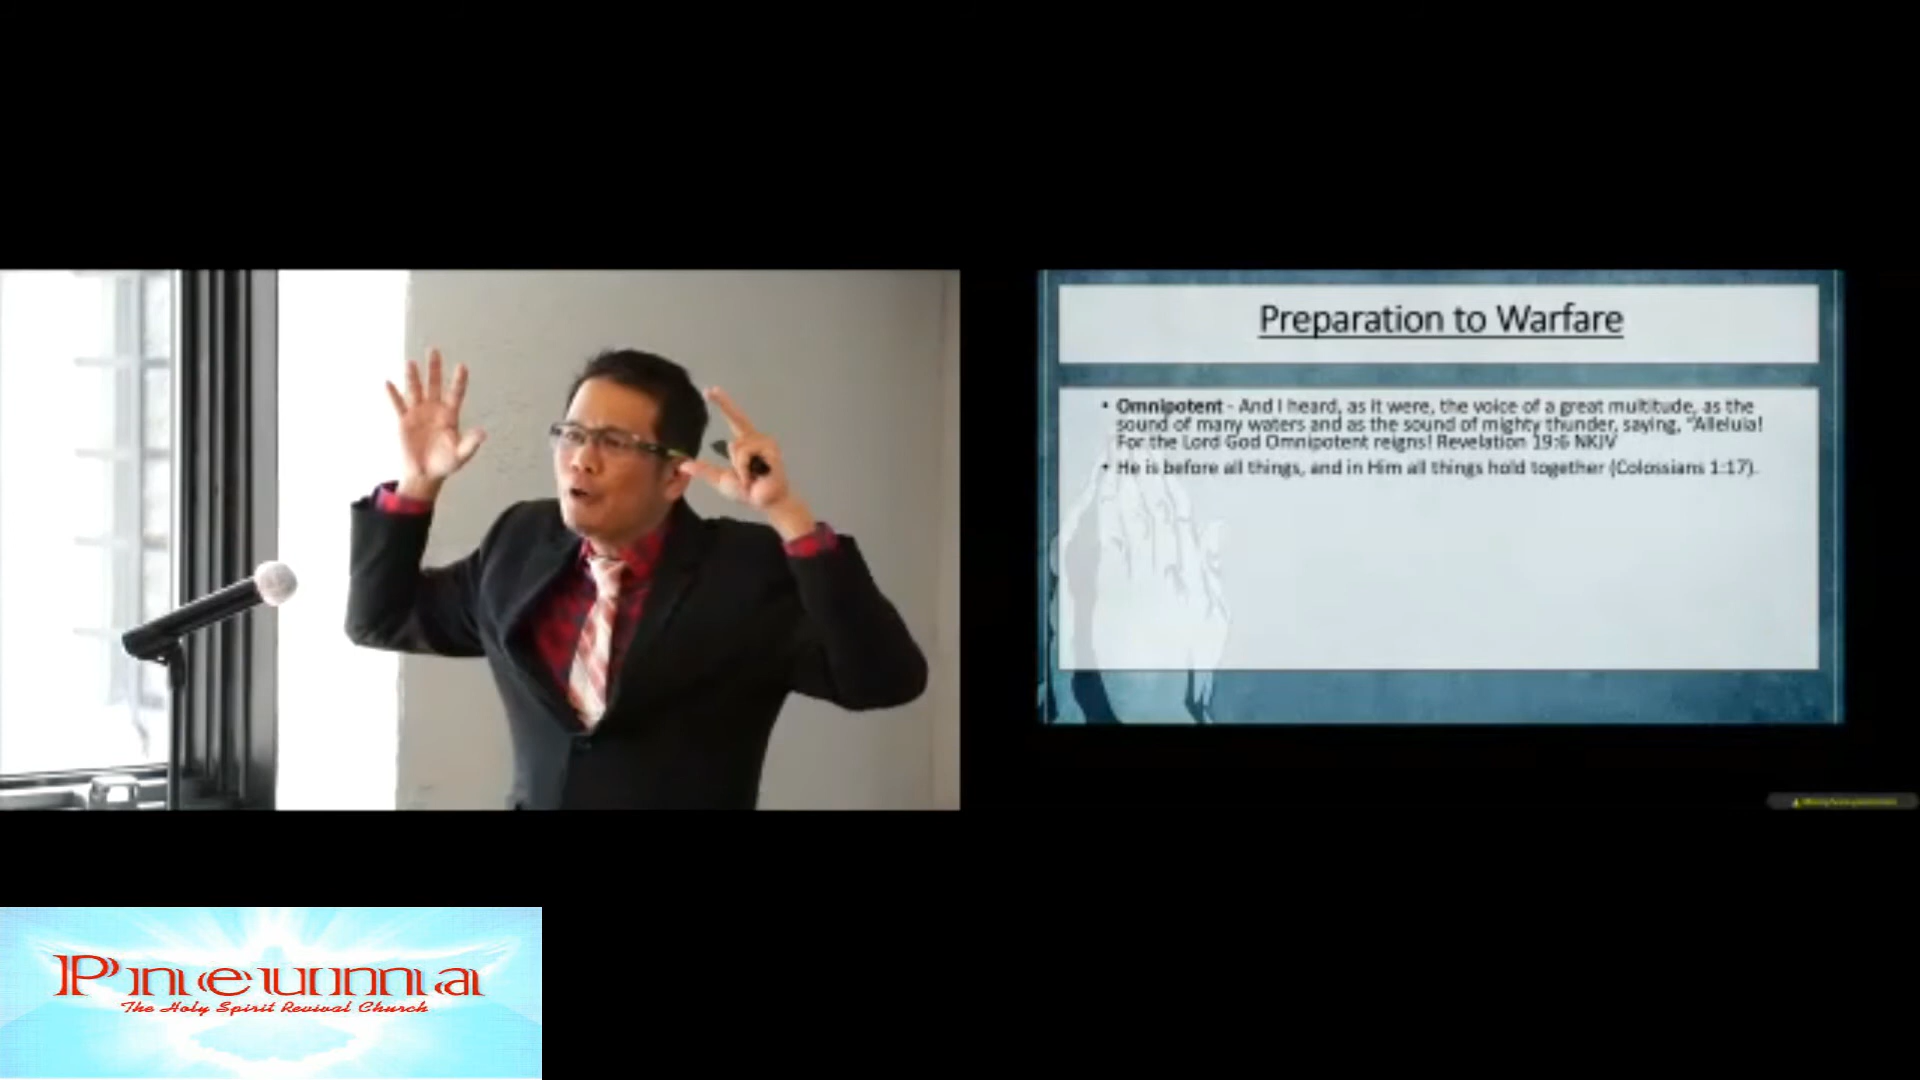 Preparation to Warfare
• Omnipotent - And I heard, as it were, the voice of a great multitude, as the
sound of many waters and as the sound of mighty thunder, saying, "Alleluia!
For the Lord God Omnipotent reigns! Revelation 19:6 NKJV
• He is before all things, and in Him all things hold together (Colossians 1:17).
Pneuma
The Holy Spirit Revival Church